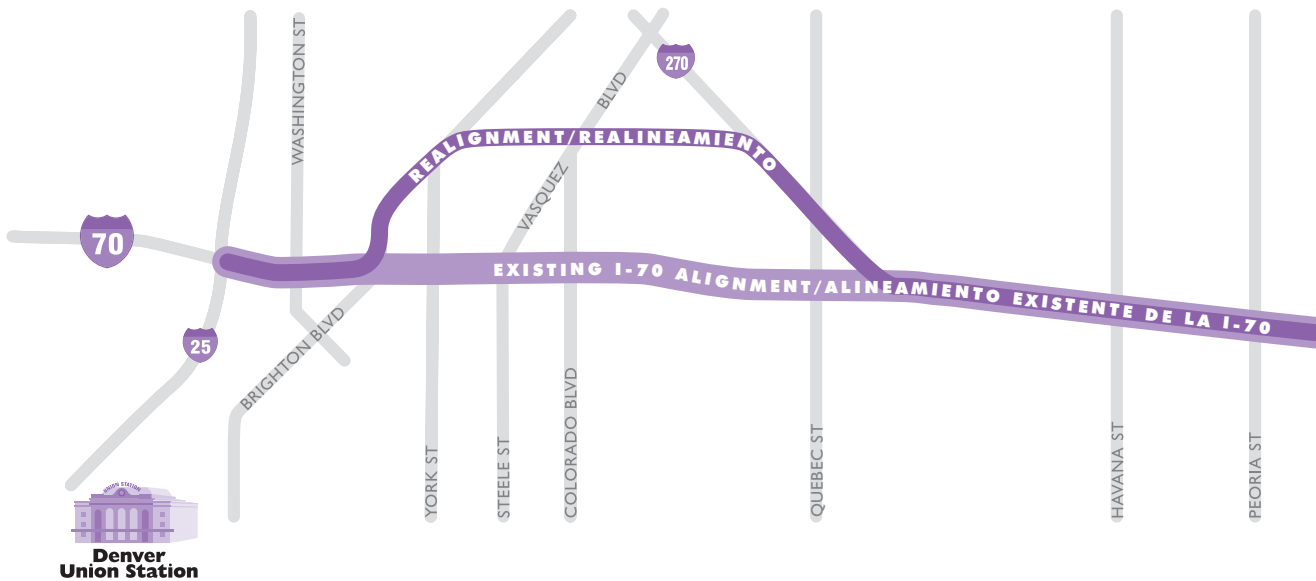 WASHINGTON ST
270
BLVD
REALIGNMENT/REALINEAMIENTO
VASQUEZ
70
EXISTING I-70 ALIGNMENT/ALINEAMIENTO EXISTENTE DE LA I-70
25
BRIGHTON BLVD
YORK ST
STEELE ST
COLORADO BLVD
QUEBEC ST
HAVANA ST
PEORIA ST
UNION STATION
Denver
Union Station